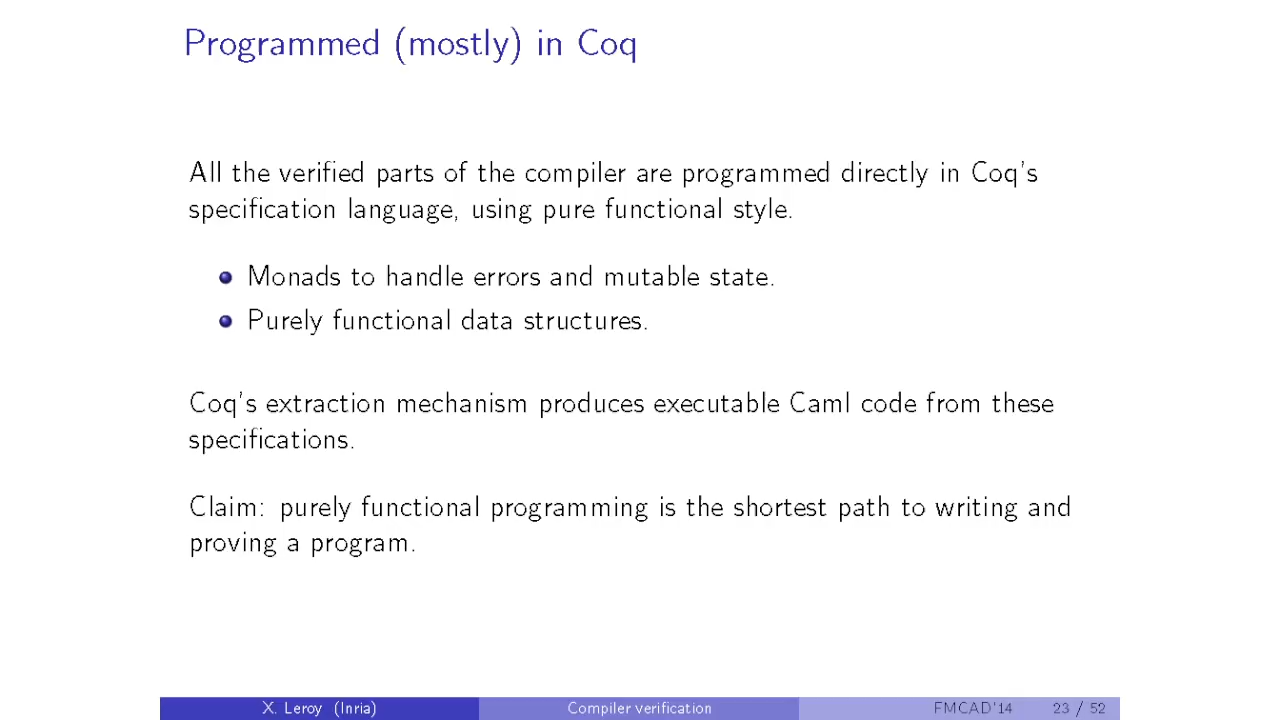 Programmed (mostly) in Coq
All the verified parts of the compiler are programmed directly in Coq's
specification language, using pure functional style.
Monads to handle errors and mutable state.
Purely functional data structures.
Coq's extraction mechanism produces executable Caml code from these
specifications.
Claim: purely functional programming is the shortest path to writing and
proving a program.
X. Leroy (Inria) Compiler verification FMCAD'14 23 / 52